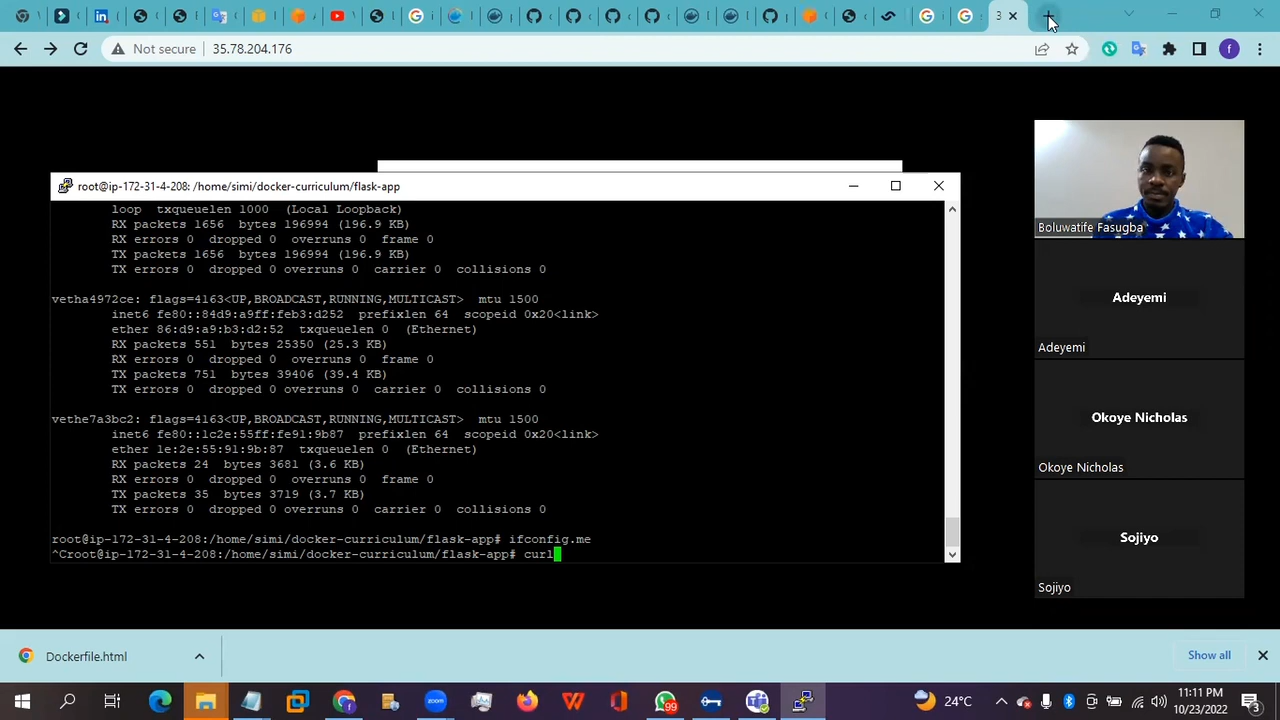 3
Not secure
35.78.204.176
f
root@ip-172-31-4-208: /home/simi/docker-curriculum/flask-app
loop txqueuelen 1000 (Local Loopback)
RX packets 1656 bytes 196994 (196.9 KB)
RX errors 0 dropped 0 overruns 0 frame 0
TX packets 1656 bytes 196994 (196.9 KB)
TX errors 0 dropped 0 overruns 0 carrier 0 collisions 0
vetha4972ce: flags=4163<UP,BROADCAST,RUNNING,MULTICAST> mtu 1500
inet6 fe80::84d9:a9ff:feb3:d252 prefixlen 64 scopeid 0x20<link>
ether 86:d9:a9:b3:d2:52 txqueuelen 0 (Ethernet)
RX packets 551 bytes 25350 (25.3 KB)
RX errors 0 dropped 0 overruns 0 frame 0
TX packets 751 bytes 39406 (39.4 KB)
TX errors 0 dropped 0 overruns 0 carrier 0 collisions 0
vethe7a3bc2: flags=4163<UP,BROADCAST,RUNNING,MULTICAST> mtu 1500
inet6 fe80::1c2e:55ff:fe91:9b87 prefixlen 64 scopeid 0x20<link>
ether 1e:2e:55:91:9b:87 txqueuelen 0 (Ethernet)
RX packets 24 bytes 3681 (3.6 KB)
RX errors 0 dropped 0 overruns 0 frame 0
TX packets 35 bytes 3719 (3.7 KB)
TX errors 0 dropped 0 overruns 0 carrier 0 collisions 0
root@ip-172-31-4-208:/home/simi/docker-curriculum/flask-app# ifconfig.me
^Croot@ip-172-31-4-208:/home/simi/docker-curriculum/flask-app# curl
Boluwatife Fasugba
Adeyemi
Adeyemi
Okoye Nicholas
Okoye Nicholas
Sojiyo
Sojiyo
Dockerfile.html
Show all
zoom
99
24°C
11:11 PM
10/23/2022
3